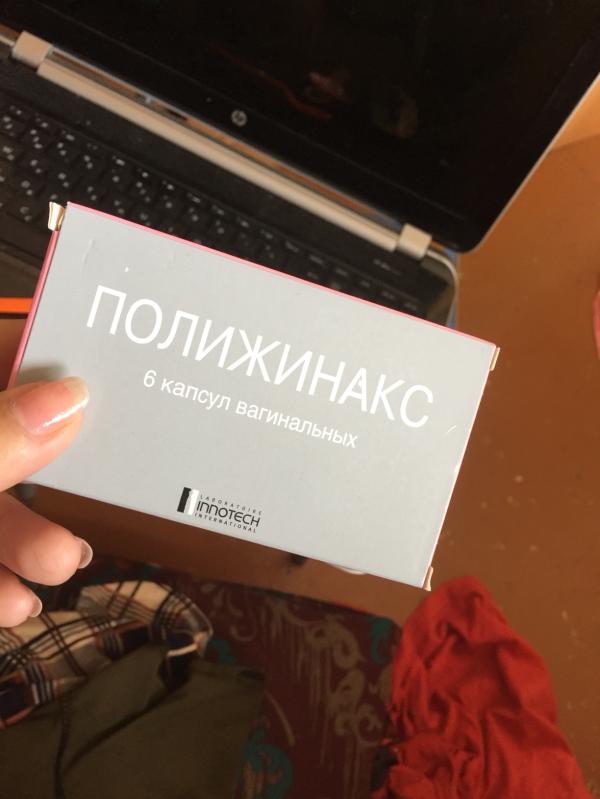 hp
ПОЛИЖИНАКС
6 капсул вагинальных
LABORATOIRE
INNOTECH
INTERNATIONAL